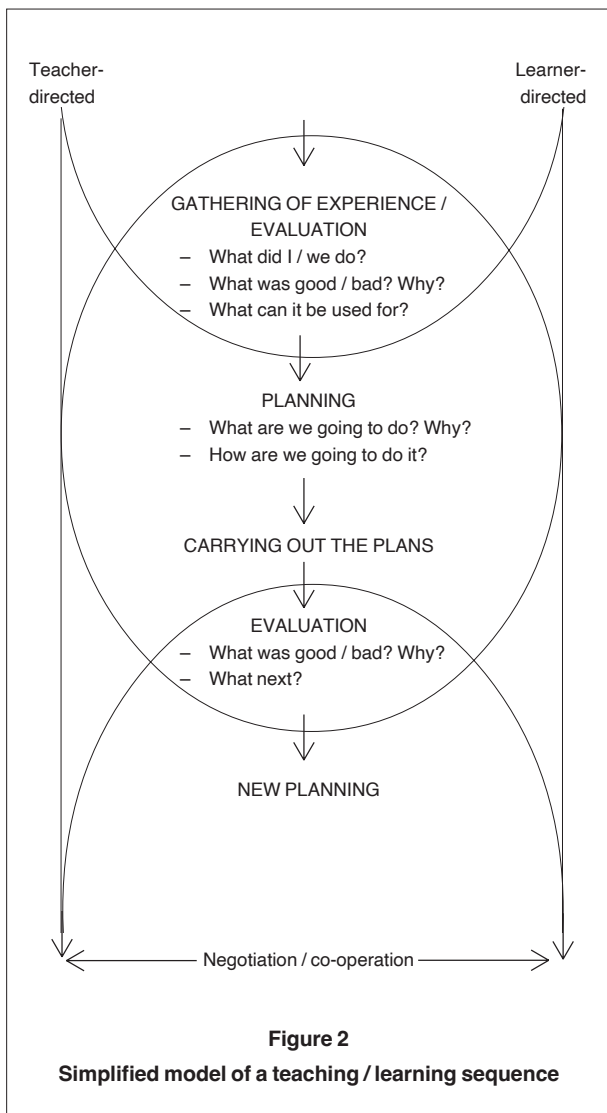 Teacher-
directed
Learner-
directed
GATHERING OF EXPERIENCE /
EVALUATION
– What did I / we do?
– What was good / bad? Why?
– What can it be used for?
PLANNING
– What are we going to do? Why?
– How are we going to do it?
CARRYING OUT THE PLANS
EVALUATION
– What was good / bad? Why?
– What next?
NEW PLANNING
Negotiation / co-operation
Figure 2
Simplified model of a teaching / learning sequence